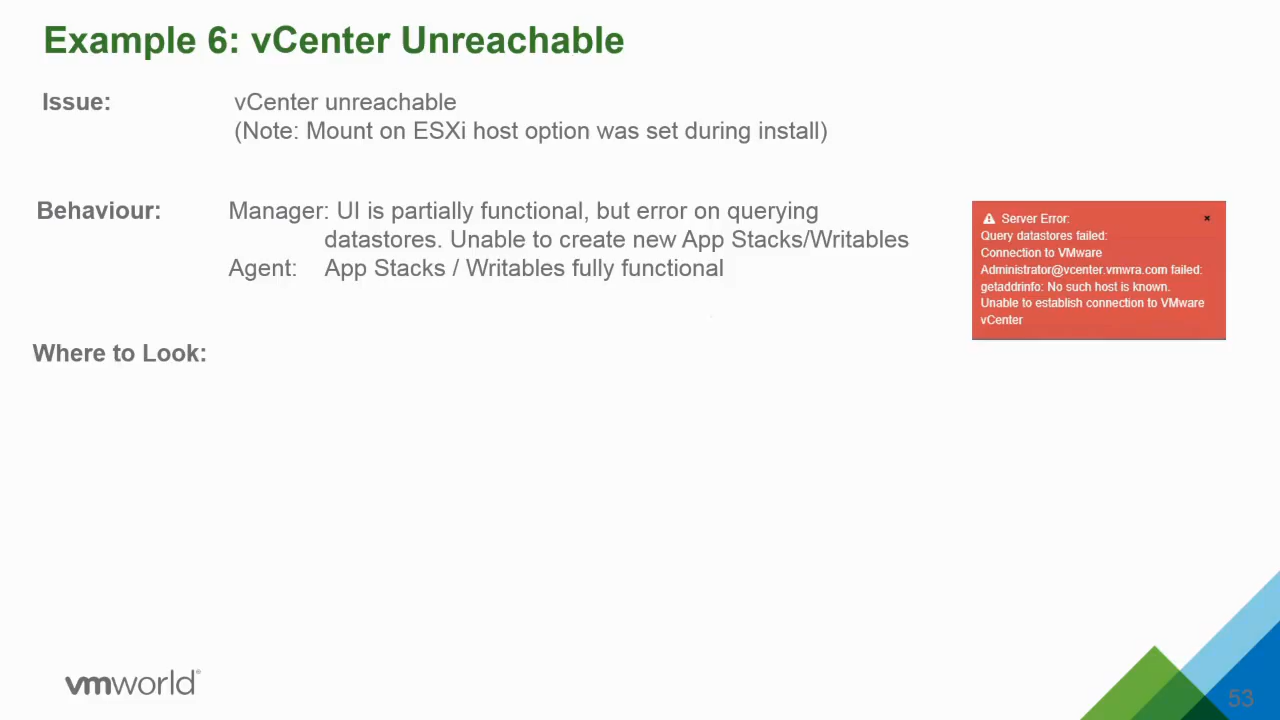 Example 6: vCenter Unreachable
Issue: vCenter unreachable
(Note: Mount on ESXi host option was set during install)
Behaviour: Manager: UI is partially functional, but error on querying
datastores. Unable to create new App Stacks/Writables
Agent: App Stacks / Writables fully functional
Server Error: ×
Query datastores failed:
Connection to VMware
Administrator@vcenter.vmwra.com failed:
getaddrinfo: No such host is known.
Unable to establish connection to VMware
vCenter
Where to Look:
vmworld®
53